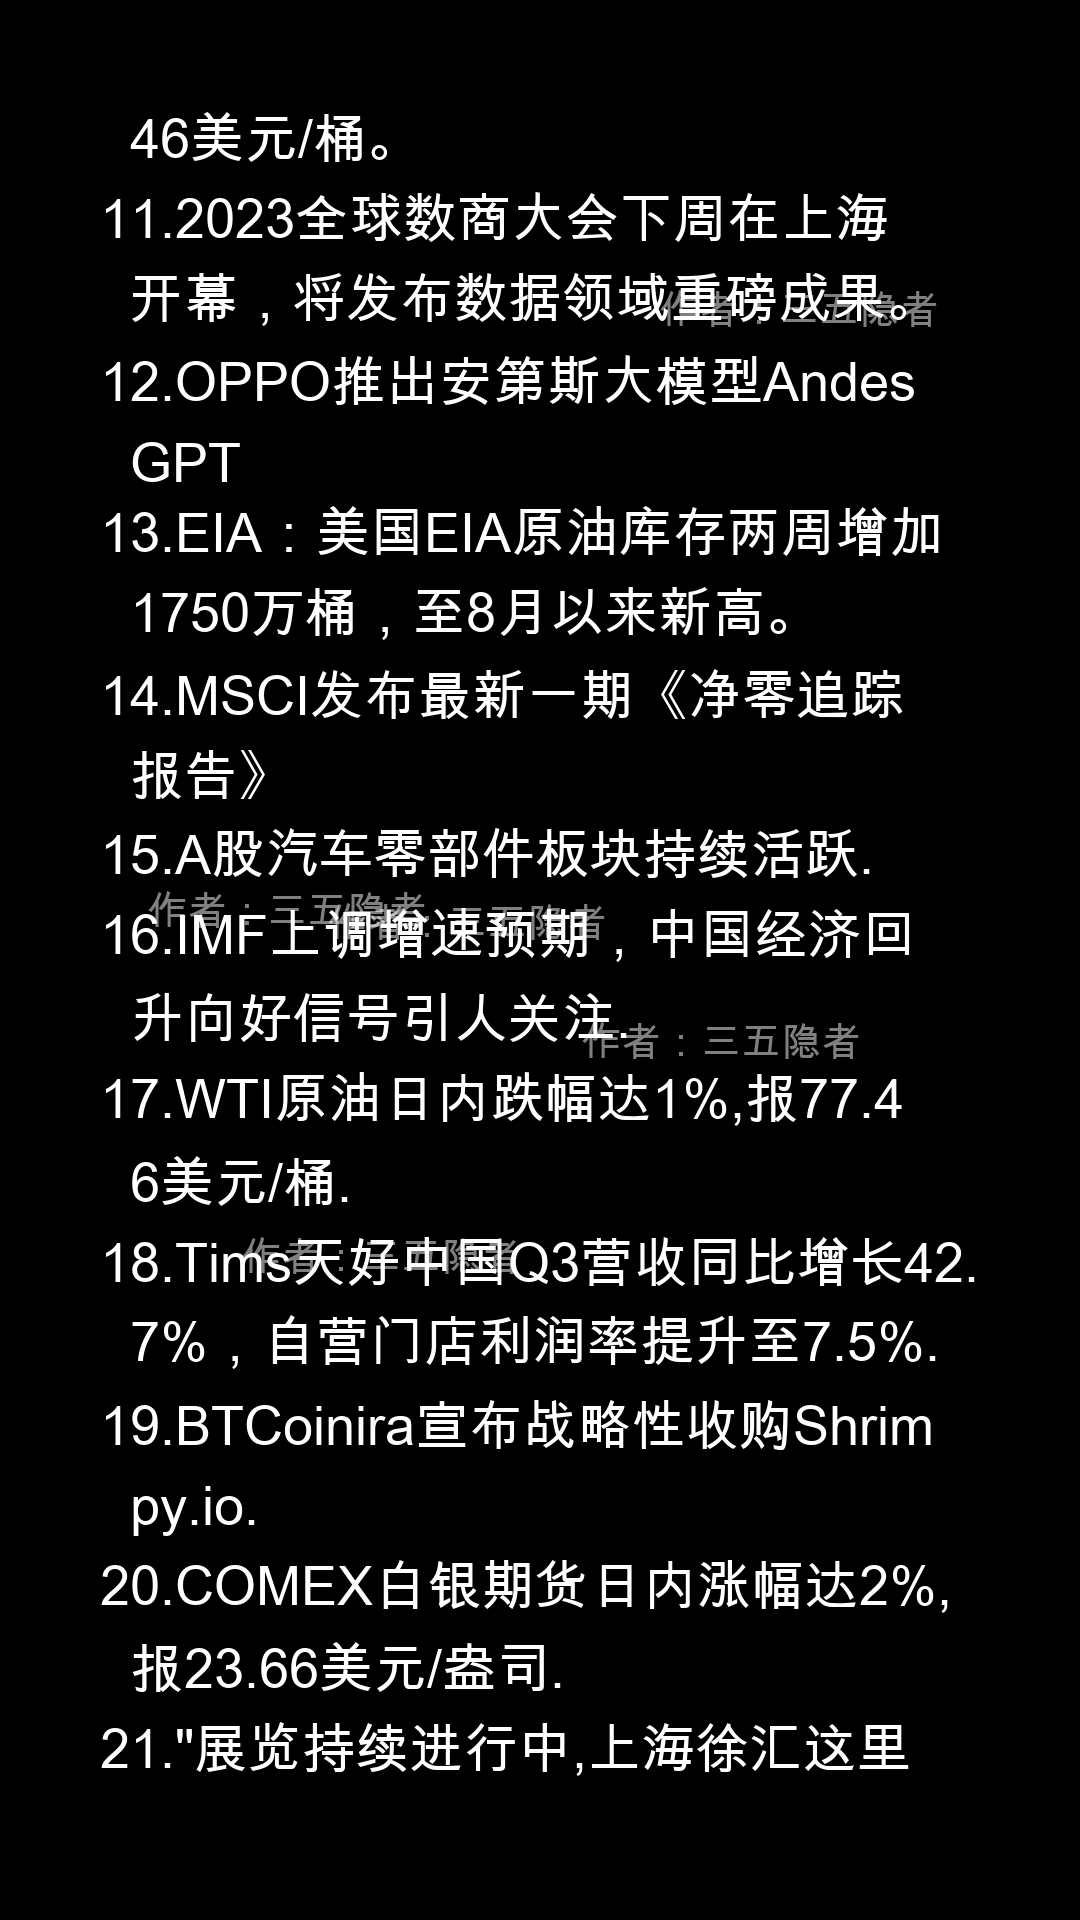 46美元/桶。
11.2023全球数商大会下周在上海
开幕，将发布数据领域重磅成果。
作者：三五隐者
12.OPPO推出安第斯大模型Andes
GPT
13.EIA：美国EIA原油库存两周增加
1750万桶，至8月以来新高。
14.MSCI发布最新一期《净零追踪
报告》
15.A股汽车零部件板块持续活跃.
作者：三五隐者
作者：三五隐者
16.IMF上调增速预期，中国经济回
升向好信号引人关注.
作者：三五隐者
17.WTI原油日内跌幅达1%,报77.4
6美元/桶.
18.Tims天好中国Q3营收同比增长42.
作者：三五隐者
7%，自营门店利润率提升至7.5%.
19.BTCoinira宣布战略性收购Shrim
py.io.
20.COMEX白银期货日内涨幅达2%,
报23.66美元/盎司.
21."展览持续进行中,上海徐汇这里